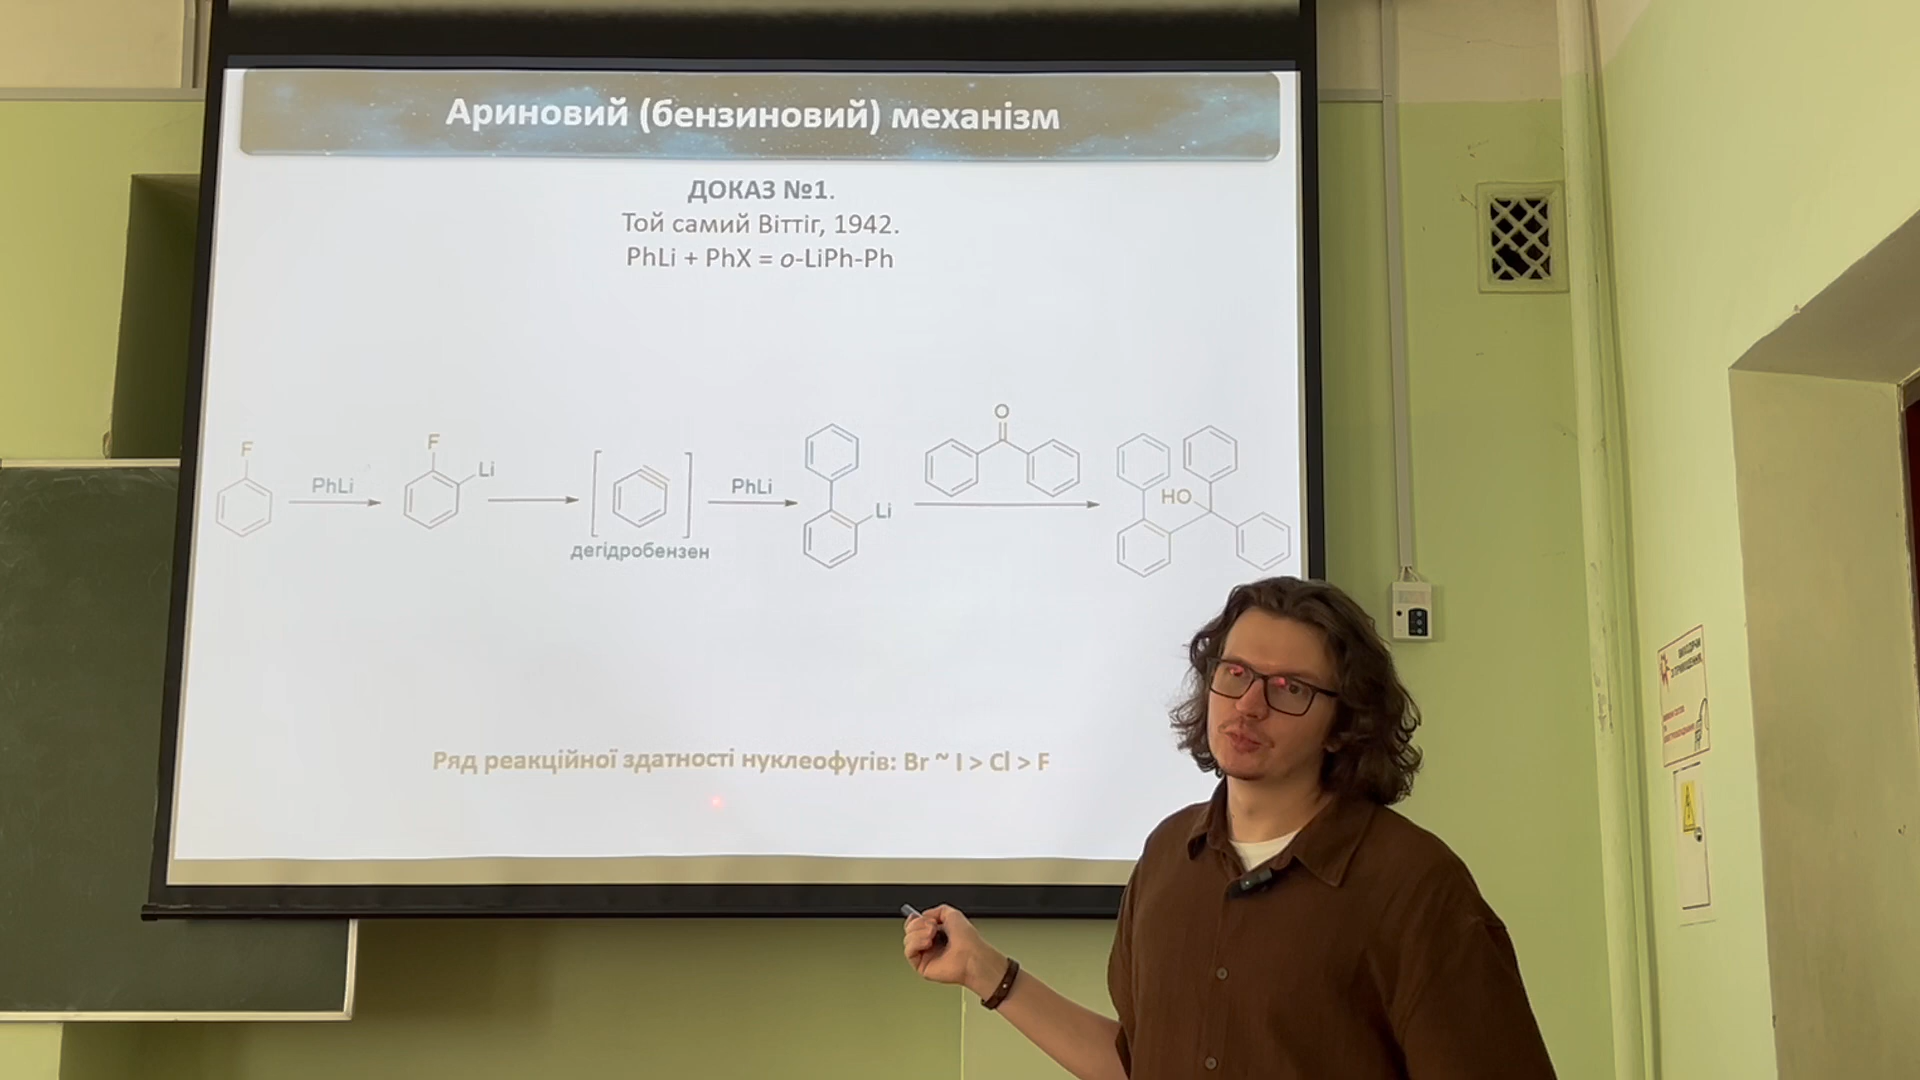 Ариновий (бензиновий) механізм
ДОКАЗ №1.
Той самий Віттіг, 1942.
PhLi + PhX = o-LiPh-Ph
F
PhLi
F
Li
дегідробензен
PhLi
Li
O
HO
Ряд реакційної здатності нуклеофугів: Br ~ I > Cl > F